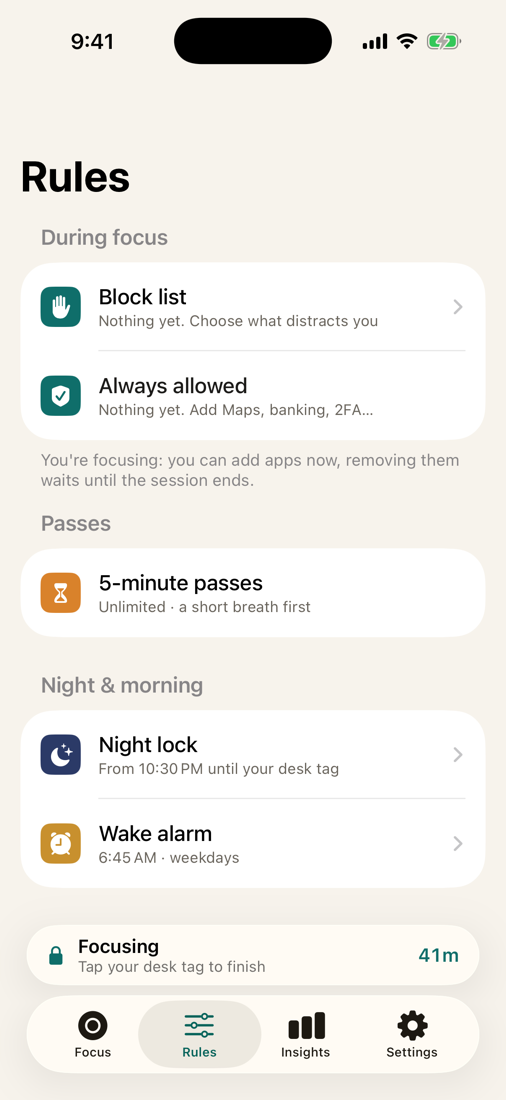 9:41
Rules
During focus
Block list
Nothing yet. Choose what distracts you
Always allowed
Nothing yet. Add Maps, banking, 2FA...
You're focusing: you can add apps now, removing them
waits until the session ends.
Passes
5-minute passes
Unlimited · a short breath first
Night & morning
Night lock
From 10:30 PM until your desk tag
Wake alarm
6:45 AM · weekdays
Focusing
Tap your desk tag to finish
41m
Focus
Rules
Insights
Settings